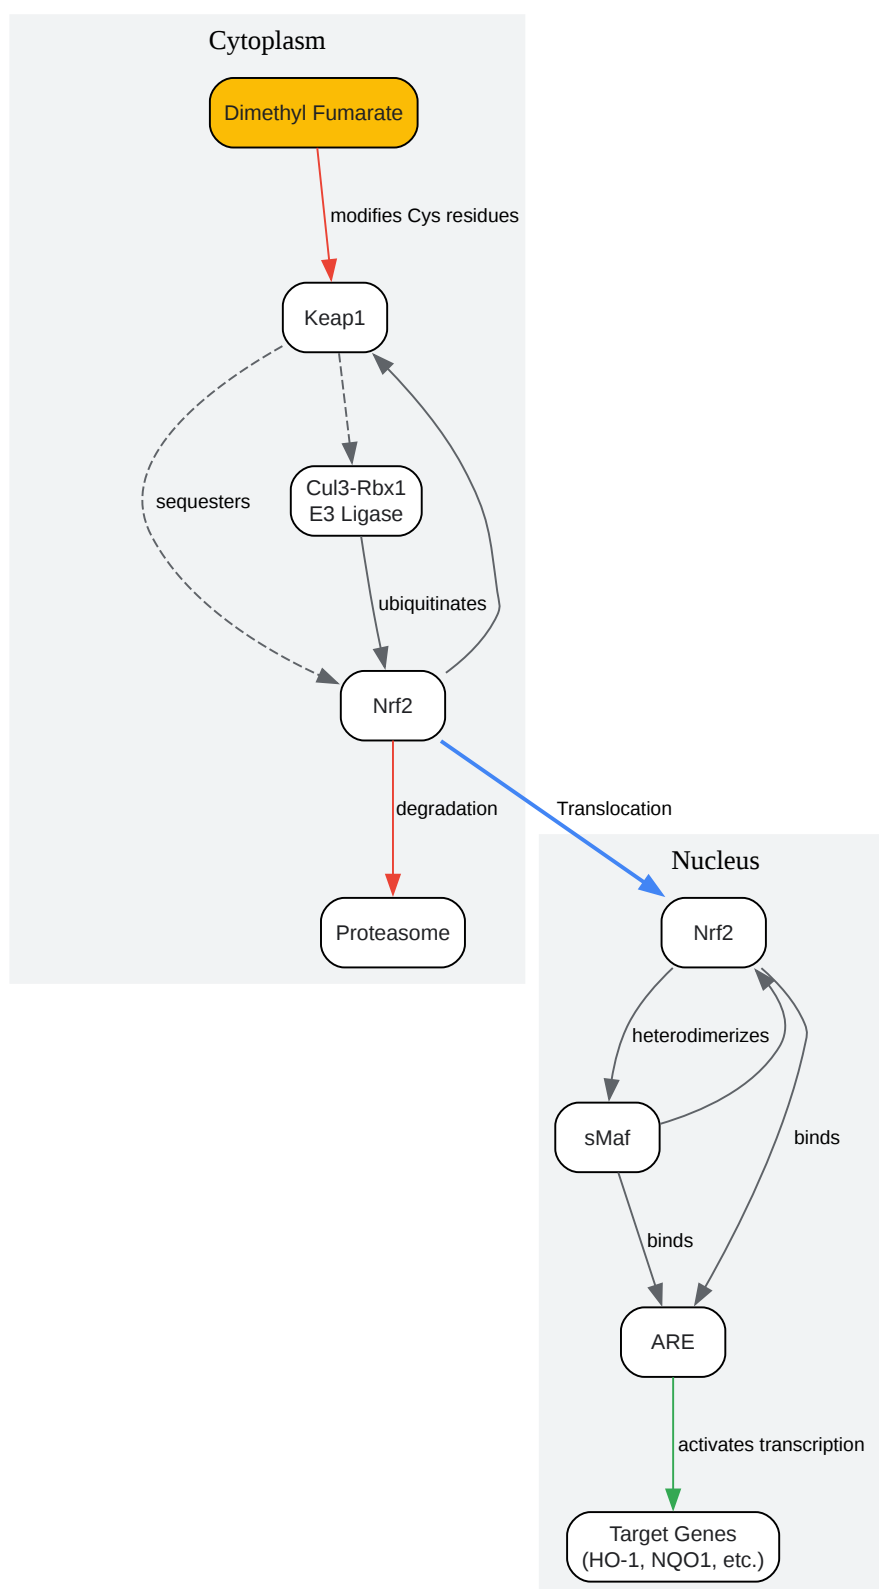 Cytoplasm
Dimethyl Fumarate
modifies Cys residues
Keap1
sequesters
Cul3-Rbx1
E3 Ligase
ubiquitinates
Nrf2
degradation
Translocation
Proteasome
Nucleus
Nrf2
heterodimerizes
sMaf
binds
binds
ARE
activates transcription
Target Genes
(HO-1, NQO1, etc.)